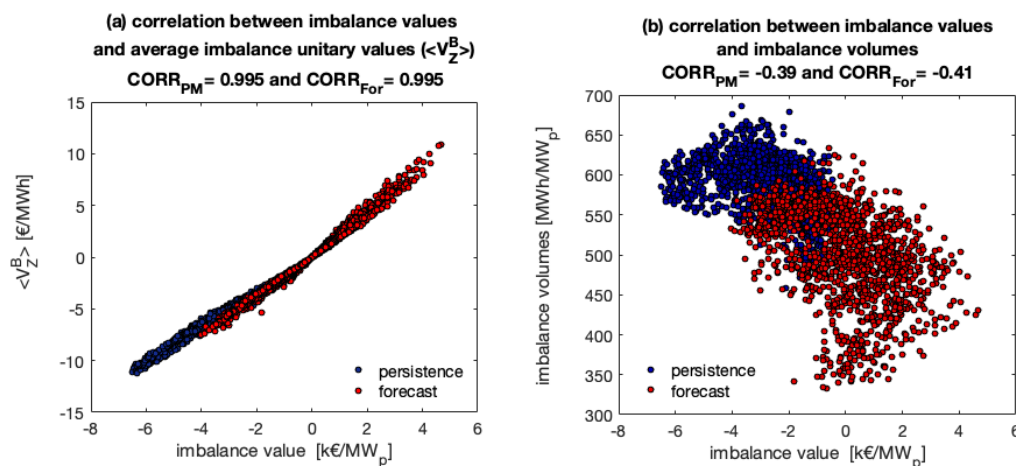 (a) correlation between imbalance values
and average imbalance unitary values (<V_Z^B>)
CORR_PM= 0.995 and CORR_For= 0.995
15
10
5
0
-5
-10
-15
<V_Z^B> [€/MWh]
persistence
forecast
-8 -6 -4 -2 0 2 4 6
imbalance value [k€/MW_p]
(b) correlation between imbalance values
and imbalance volumes
CORR_PM= -0.39 and CORR_For= -0.41
700
650
600
550
500
450
400
350
300
imbalance volumes [MWh/MW_p]
persistence
forecast
-8 -6 -4 -2 0 2 4 6
imbalance value [k€/MW_p]